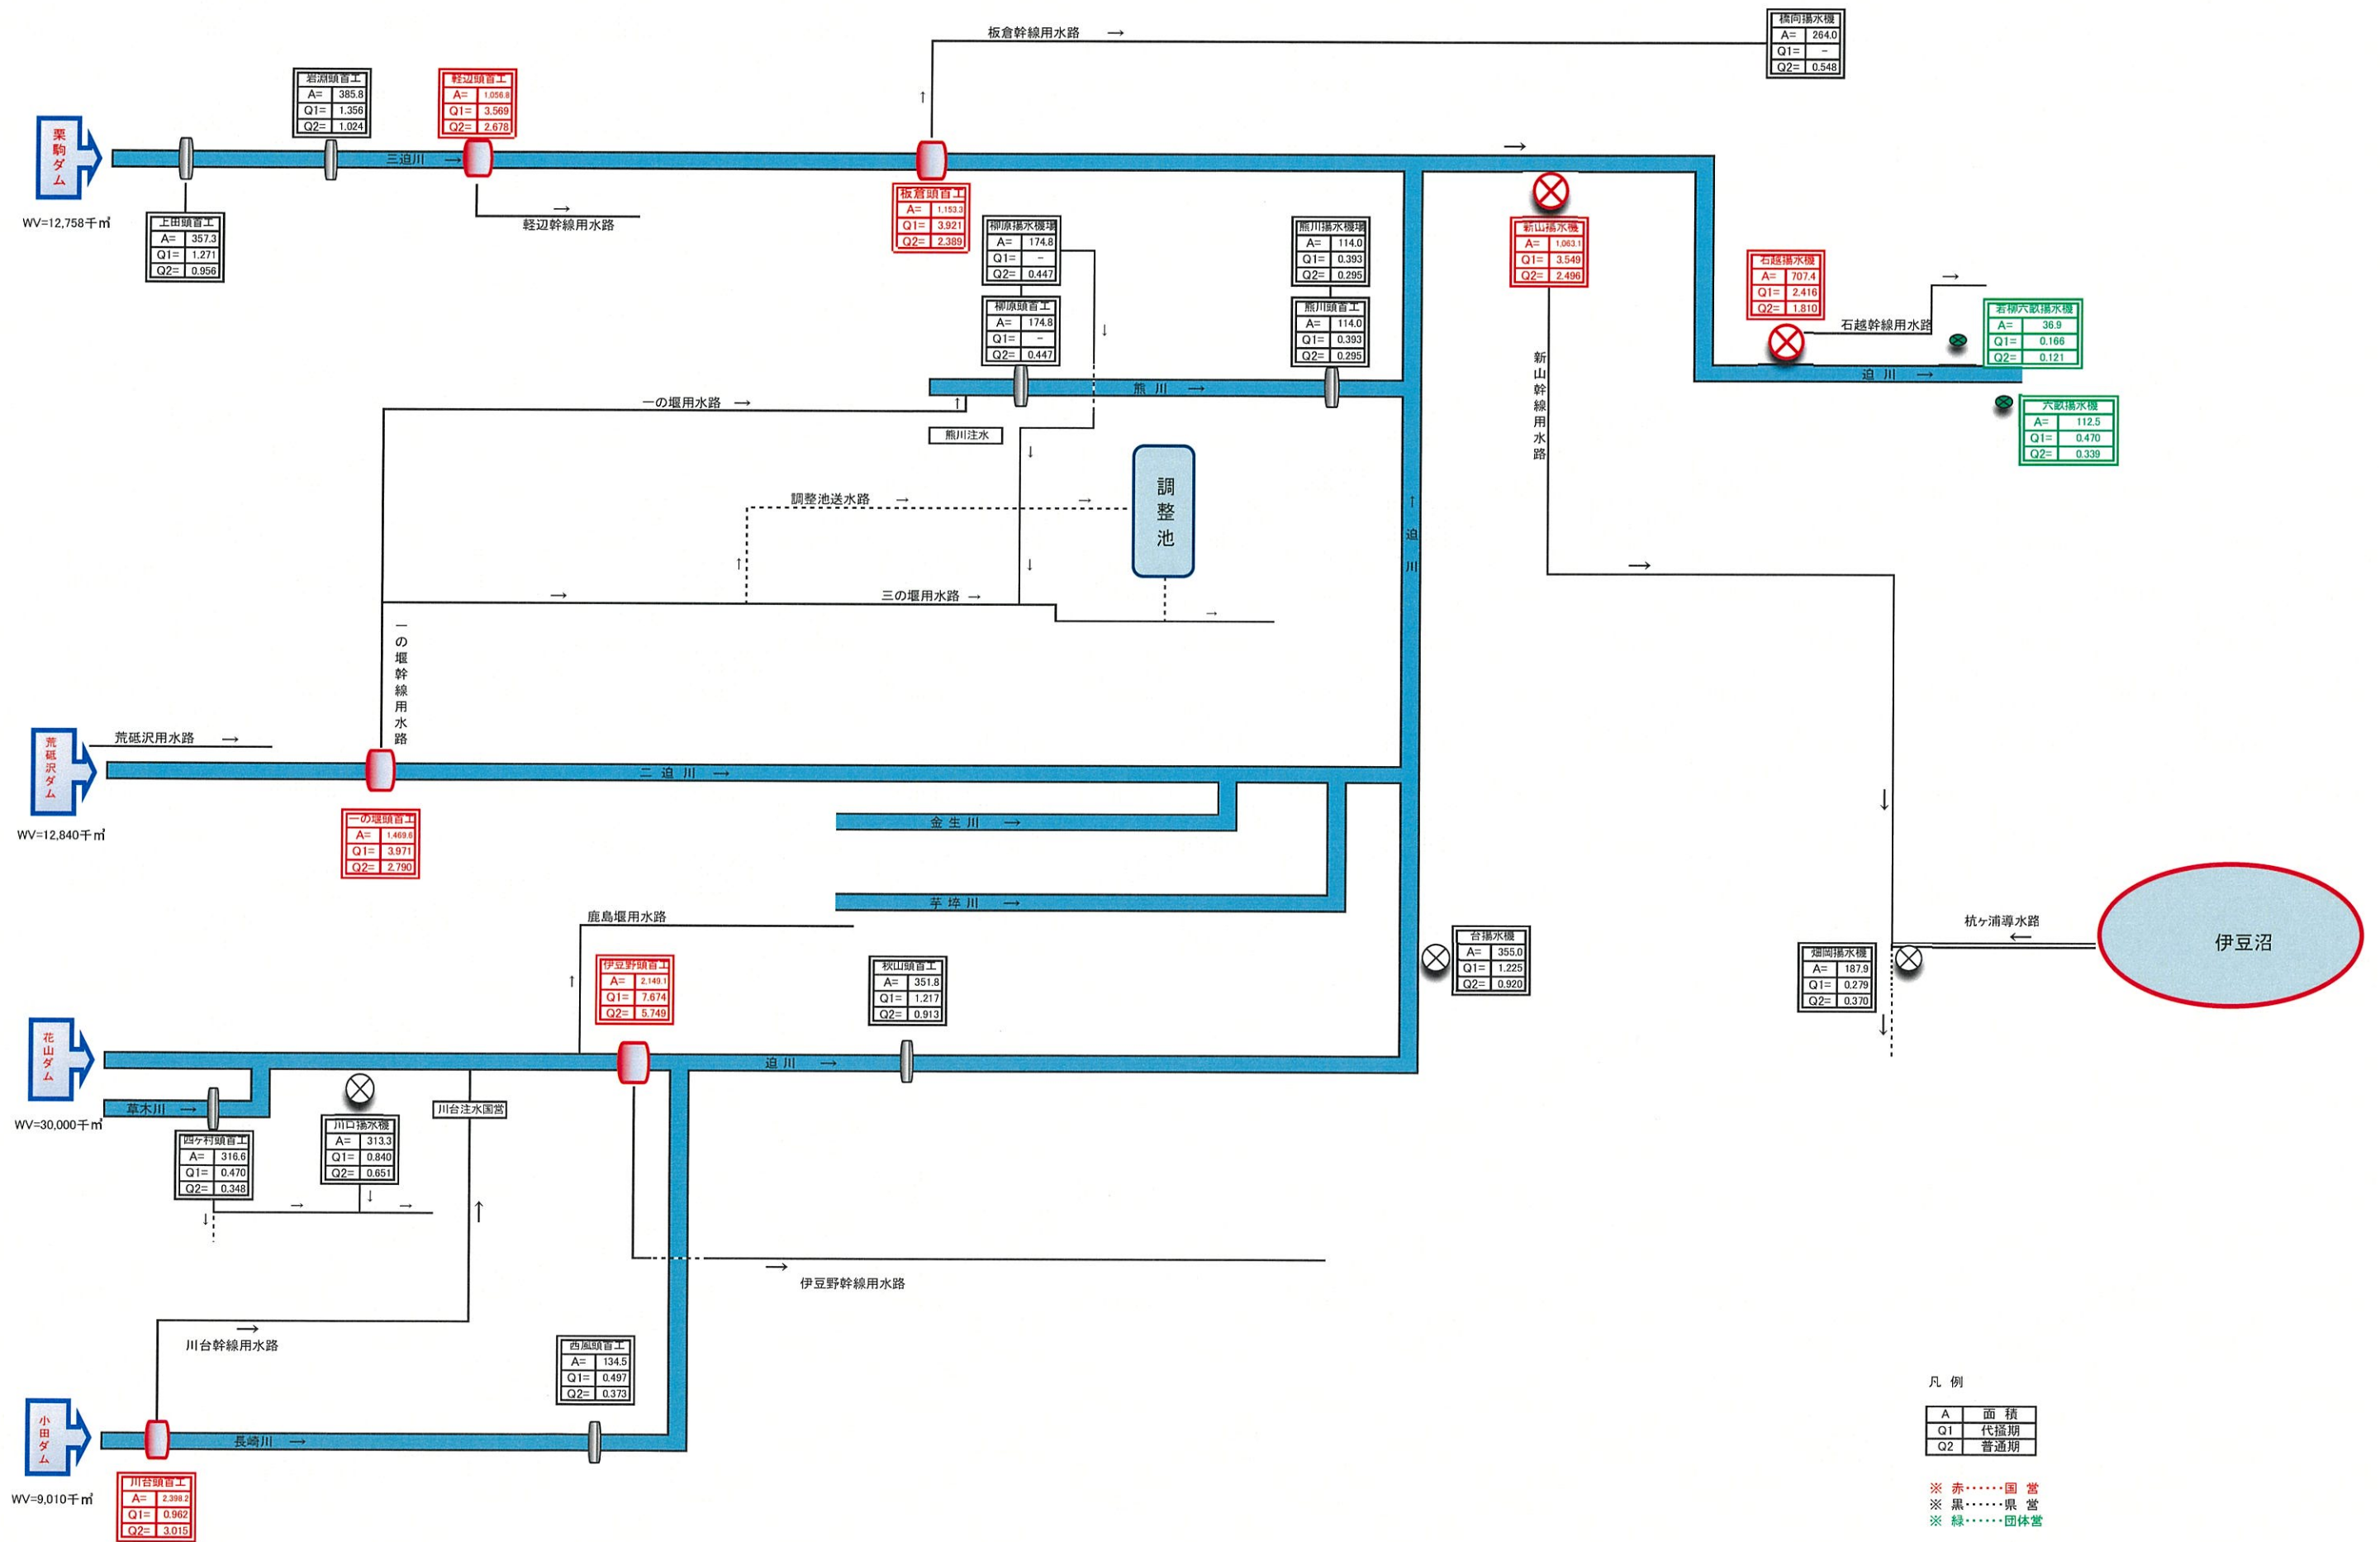 板倉幹線用水路 →
橋向揚水機
A= 264.0
Q1= -
Q2= 0.548
岩淵頭首工
A= 385.8
Q1= 1.356
Q2= 1.024
軽辺頭首工
A= 1,056.8
Q1= 3.569
Q2= 2.678
栗駒ダム
WV=12,758千㎥
三迫川 →
上田頭首工
A= 357.3
Q1= 1.271
Q2= 0.956
→
軽辺幹線用水路
↑
板倉頭首工
A= 1,153.3
Q1= 3.921
Q2= 2.389
柳原揚水機場
A= 174.8
Q1= -
Q2= 0.447
柳原頭首工
A= 174.8
Q1= -
Q2= 0.447
熊川揚水機場
A= 114.0
Q1= 0.393
Q2= 0.295
熊川頭首工
A= 114.0
Q1= 0.393
Q2= 0.295
→
新山揚水機
A= 1,063.1
Q1= 3.549
Q2= 2.496
石越揚水機
A= 707.4
Q1= 2.416
Q2= 1.810
→
石越幹線用水路
若柳六畝揚水機
A= 36.9
Q1= 0.166
Q2= 0.121
迫川 →
六畝揚水機
A= 112.5
Q1= 0.470
Q2= 0.339
↓
熊川 →
一の堰用水路 →
↑
熊川注水
↓
新山幹線用水路
調整池送水路 →
→
調整池
↑
↓
↑
迫川
→
→
三の堰用水路 →
→
一の堰幹線用水路
荒砥沢用水路 →
荒砥沢ダム
WV=12,840千㎥
二迫川 →
一の堰頭首工
A= 1,469.6
Q1= 3.971
Q2= 2.790
金生川 →
芋埣川 →
↓
鹿島堰用水路
↑
伊豆野頭首工
A= 2,149.1
Q1= 7.674
Q2= 5.749
秋山頭首工
A= 351.8
Q1= 1.217
Q2= 0.913
台揚水機
A= 355.0
Q1= 1.225
Q2= 0.920
畑岡揚水機
A= 187.9
Q1= 0.279
Q2= 0.370
↓
杭ヶ浦導水路
←
伊豆沼
花山ダム
WV=30,000千㎥
迫川 →
草木川 →
四ヶ村頭首工
A= 316.6
Q1= 0.470
Q2= 0.348
川口揚水機
A= 313.3
Q1= 0.840
Q2= 0.651
川台注水国営
↓
→
↓
→
↑
→
伊豆野幹線用水路
→
川台幹線用水路
西風頭首工
A= 134.5
Q1= 0.497
Q2= 0.373
小田ダム
WV=9,010千㎥
長崎川 →
川台頭首工
A= 2,398.2
Q1= 0.962
Q2= 3.015
凡例
A 面積
Q1 代掻期
Q2 普通期
※ 赤‥‥‥国営
※ 黒‥‥‥県営
※ 緑‥‥‥団体営